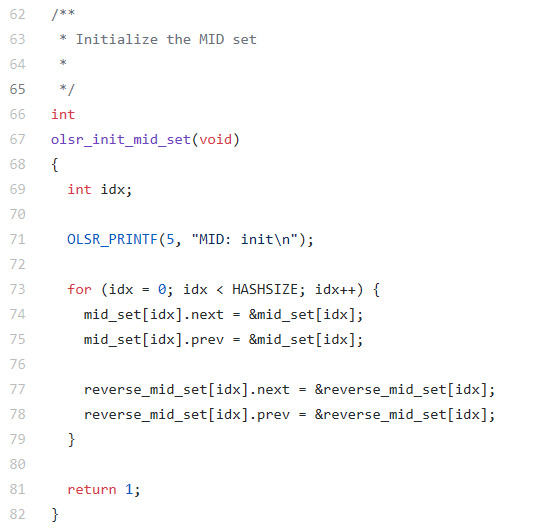 62 /**
63  * Initialize the MID set
64  *
65  */
66 int
67 olsr_init_mid_set(void)
68 {
69   int idx;
70
71   OLSR_PRINTF(5, "MID: init\n");
72
73   for (idx = 0; idx < HASHSIZE; idx++) {
74     mid_set[idx].next = &mid_set[idx];
75     mid_set[idx].prev = &mid_set[idx];
76
77     reverse_mid_set[idx].next = &reverse_mid_set[idx];
78     reverse_mid_set[idx].prev = &reverse_mid_set[idx];
79   }
80
81   return 1;
82 }